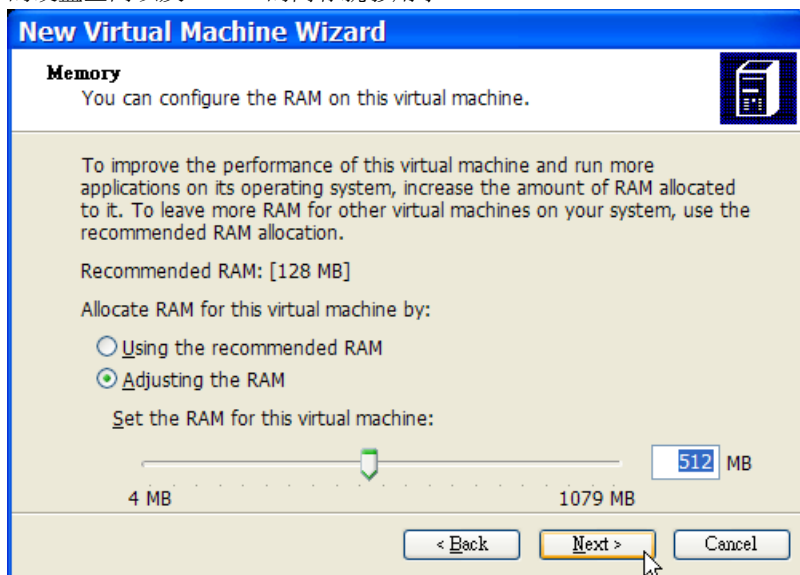 New Virtual Machine Wizard
Memory
You can configure the RAM on this virtual machine.
To improve the performance of this virtual machine and run more
applications on its operating system, increase the amount of RAM allocated
to it. To leave more RAM for other virtual machines on your system, use the
recommended RAM allocation.
Recommended RAM: [128 MB]
Allocate RAM for this virtual machine by:
Using the recommended RAM
Adjusting the RAM
Set the RAM for this virtual machine:
512 MB
4 MB 1079 MB
< Back Next > Cancel